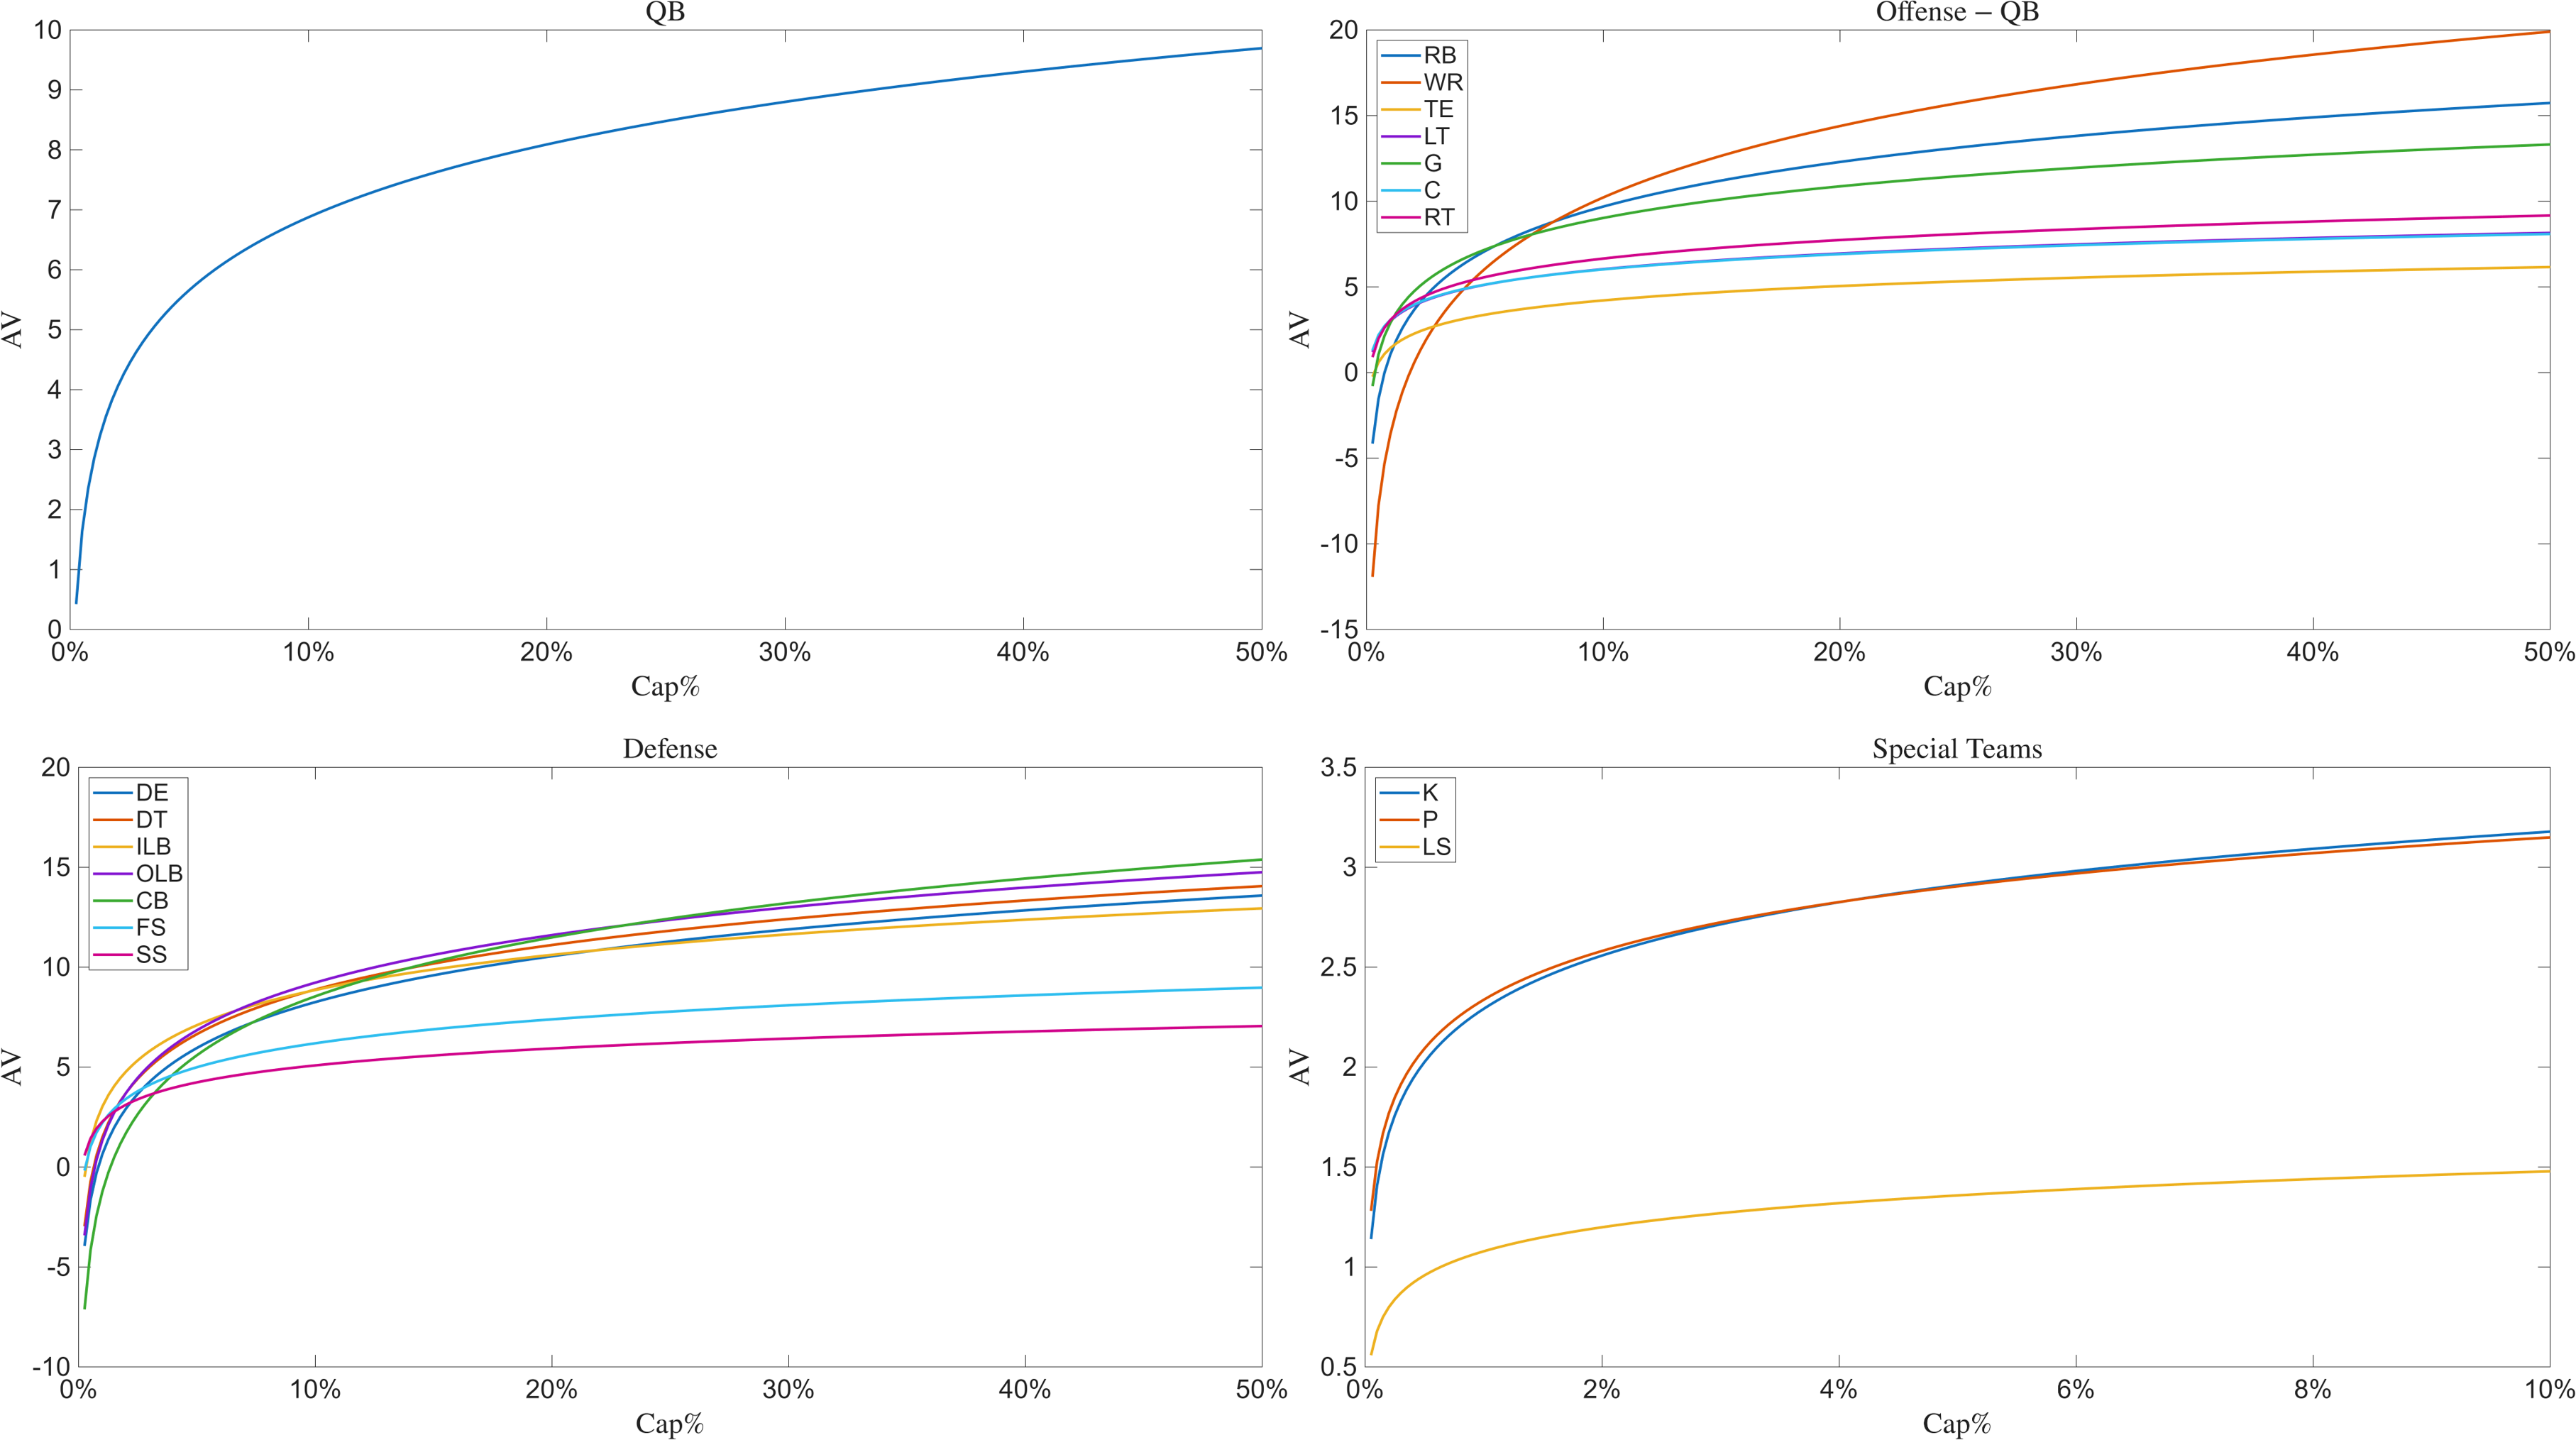 QB
10
9
8
7
6
5
4
3
2
1
0
AV
0% 10% 20% 30% 40% 50%
Cap%
Offense – QB
RB
WR
TE
LT
G
C
RT
20
15
10
5
0
-5
-10
-15
AV
0% 10% 20% 30% 40% 50%
Cap%
Defense
DE
DT
ILB
OLB
CB
FS
SS
20
15
10
5
0
-5
-10
AV
0% 10% 20% 30% 40% 50%
Cap%
Special Teams
K
P
LS
3.5
3
2.5
2
1.5
1
0.5
AV
0% 2% 4% 6% 8% 10%
Cap%